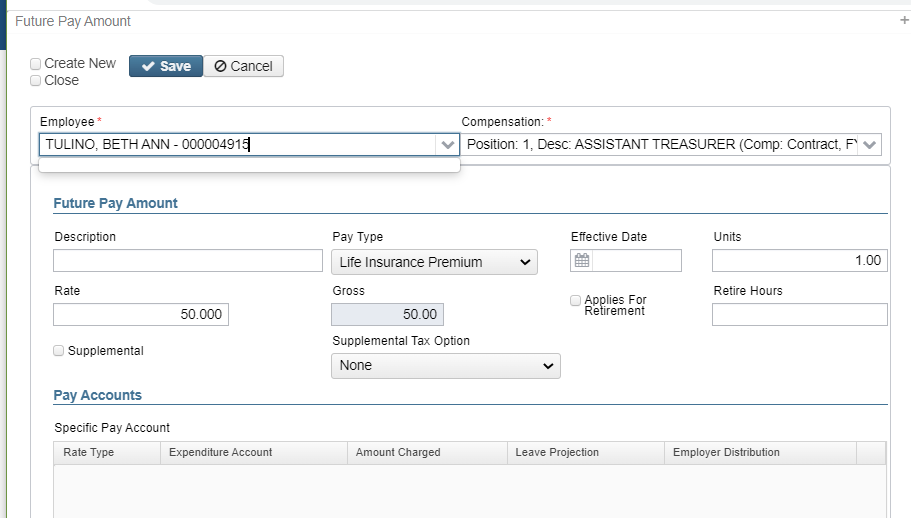 Future Pay Amount +
Create New
Close
Save
Cancel
Employee *
Compensation: *
TULINO, BETH ANN - 000004915
Position: 1, Desc: ASSISTANT TREASURER (Comp: Contract, FY
Future Pay Amount
Description
Pay Type
Effective Date
Units
Life Insurance Premium
1.00
Rate
Gross
Applies For
Retirement
Retire Hours
50.000
50.00
Supplemental
Supplemental Tax Option
None
Pay Accounts
Specific Pay Account
Rate Type Expenditure Account Amount Charged Leave Projection Employer Distribution